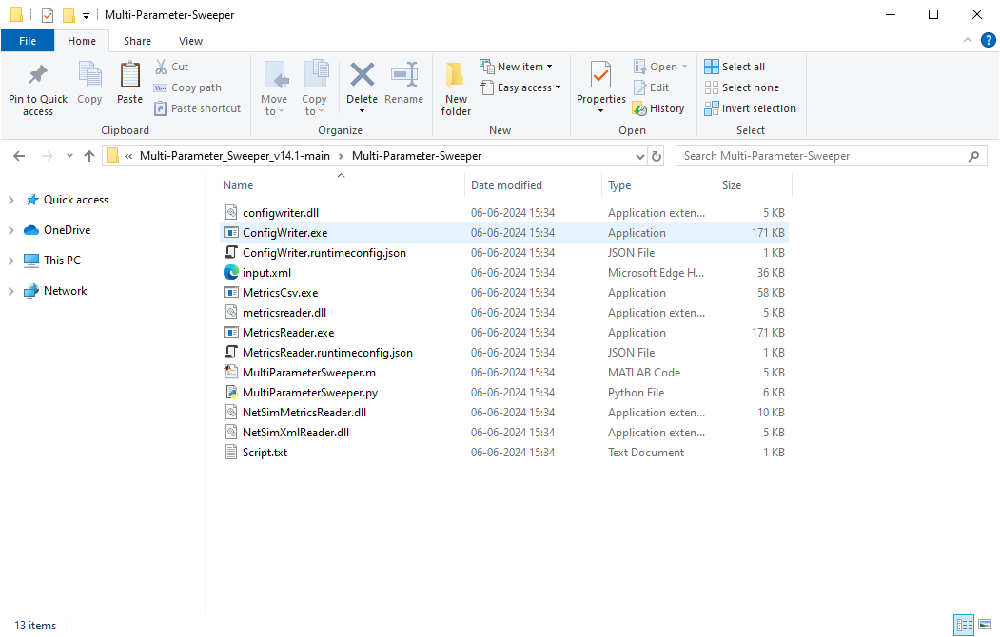 Multi-Parameter-Sweeper
File Home Share View
Pin to Quick access
Copy
Paste
Cut
Copy path
Paste shortcut
Clipboard
Move to
Copy to
Delete
Rename
Organize
New folder
New item
Easy access
New
Properties
Open
Edit
History
Open
Select all
Select none
Invert selection
Select
« Multi-Parameter_Sweeper_v14.1-main > Multi-Parameter-Sweeper
Search Multi-Parameter-Sweeper
Quick access
OneDrive
This PC
Network
Name Date modified Type Size
configwriter.dll 06-06-2024 15:34 Application exten... 5 KB
ConfigWriter.exe 06-06-2024 15:34 Application 171 KB
ConfigWriter.runtimeconfig.json 06-06-2024 15:34 JSON File 1 KB
input.xml 06-06-2024 15:34 Microsoft Edge H... 36 KB
MetricsCsv.exe 06-06-2024 15:34 Application 58 KB
metricsreader.dll 06-06-2024 15:34 Application exten... 5 KB
MetricsReader.exe 06-06-2024 15:34 Application 171 KB
MetricsReader.runtimeconfig.json 06-06-2024 15:34 JSON File 1 KB
MultiParameterSweeper.m 06-06-2024 15:34 MATLAB Code 5 KB
MultiParameterSweeper.py 06-06-2024 15:34 Python File 6 KB
NetSimMetricsReader.dll 06-06-2024 15:34 Application exten... 10 KB
NetSimXmlReader.dll 06-06-2024 15:34 Application exten... 5 KB
Script.txt 06-06-2024 15:34 Text Document 1 KB
13 items